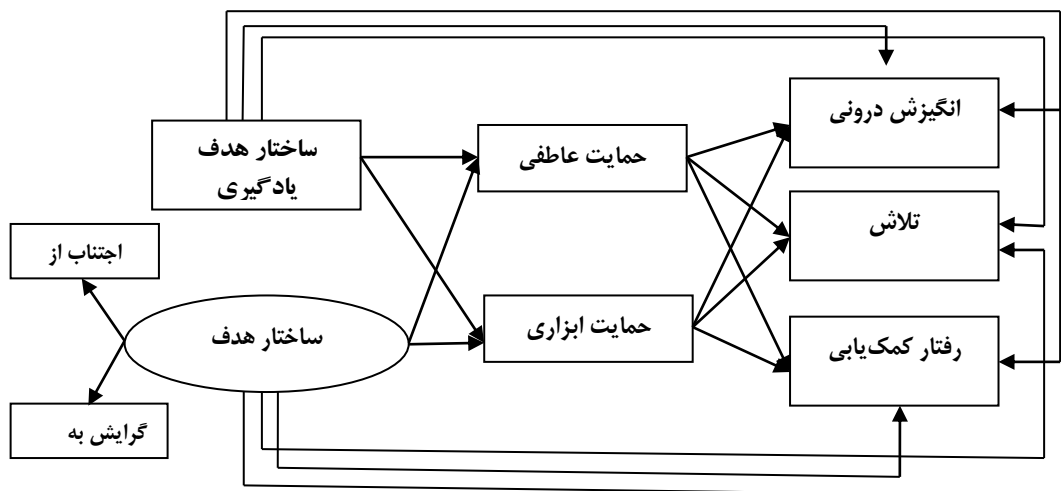 انگیزش درونی
ساختار هدف
یادگیری
حمایت عاطفی
تلاش
اجتناب از
ساختار هدف
حمایت ابزاری
رفتار کمک‌یابی
گرایش به